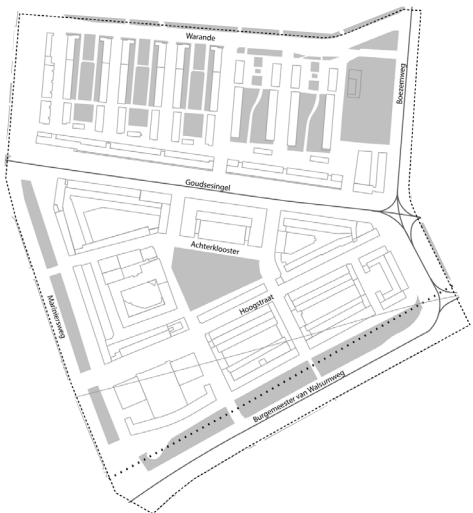 Warande
Boezemweg
Goudsesingel
Achterklooster
Mariniersweg
Hoogstraat
Burgemeester van Walsumweg